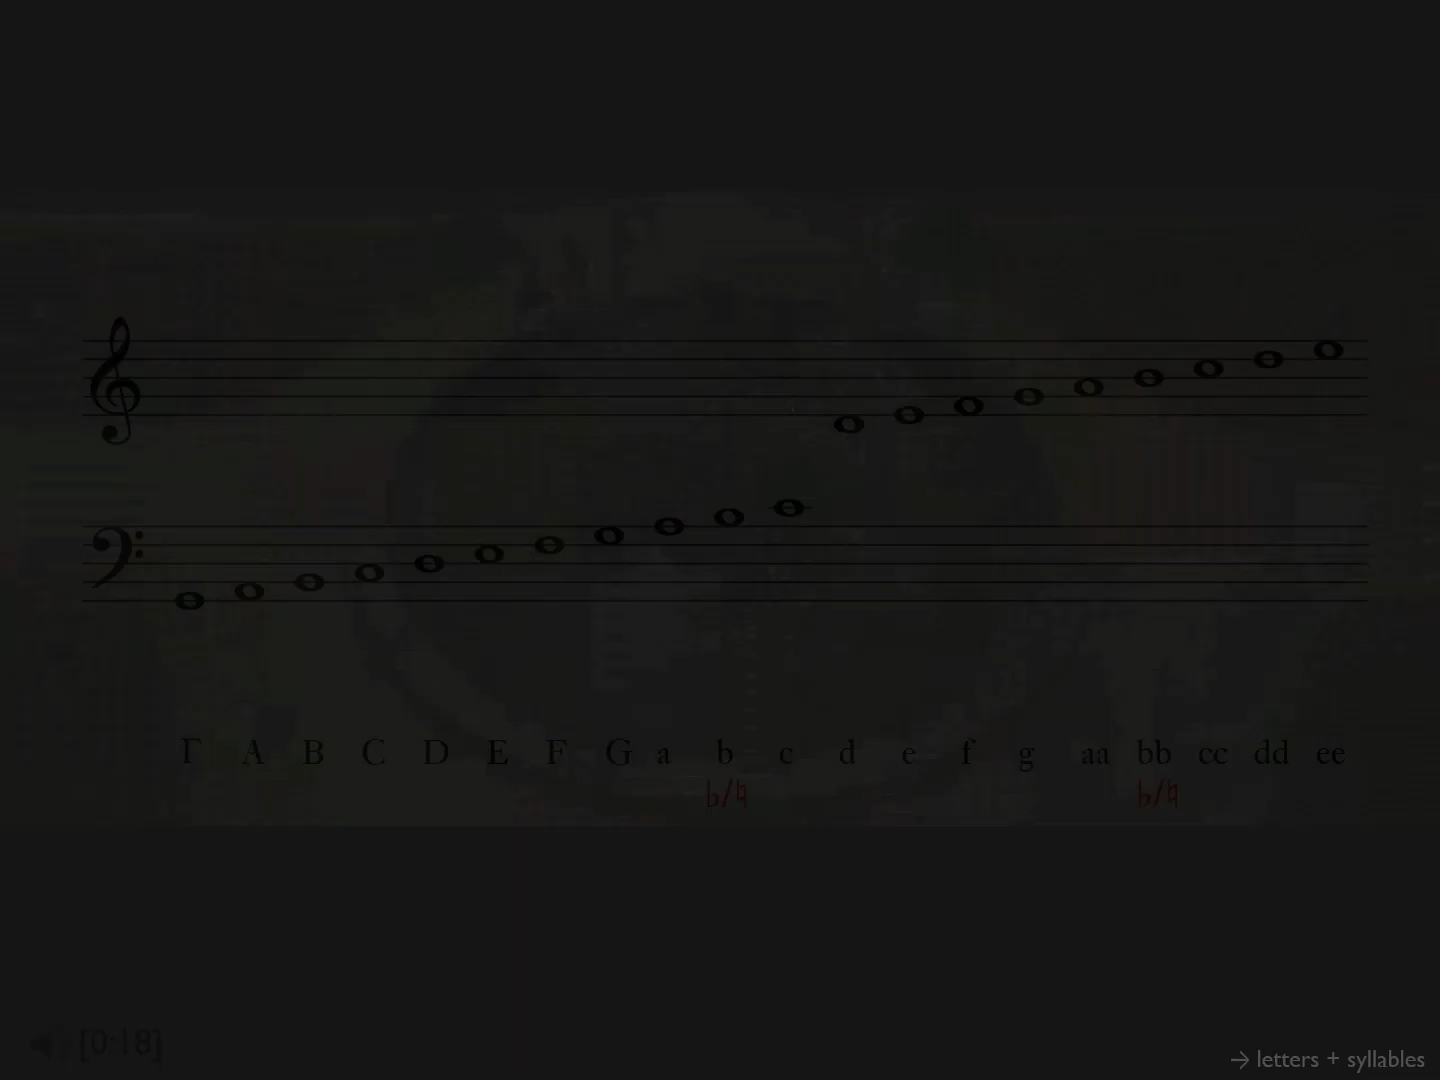 Γ A B C D E F G a b c d e f g aa bb cc dd ee
♭/♮ ♭/♮
[0:18]
→ letters + syllables